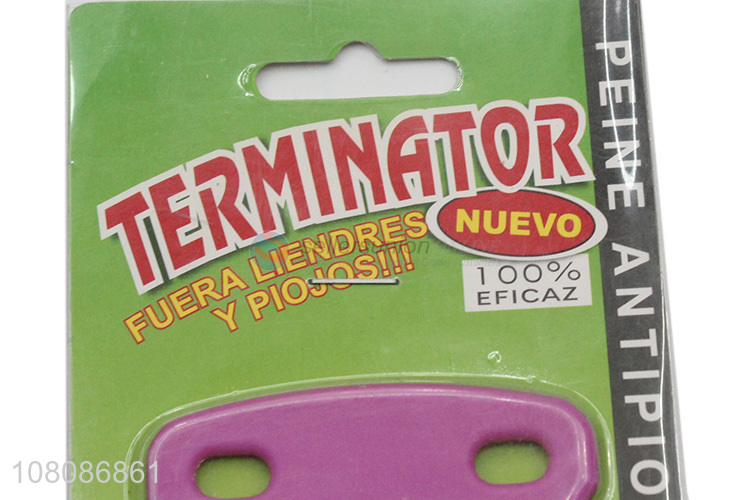 TERMINATOR
NUEVO
FUERA LIENDRES
Y PIOJOS!!!
100%
EFICAZ
PEINE ANTIPIO
108086861